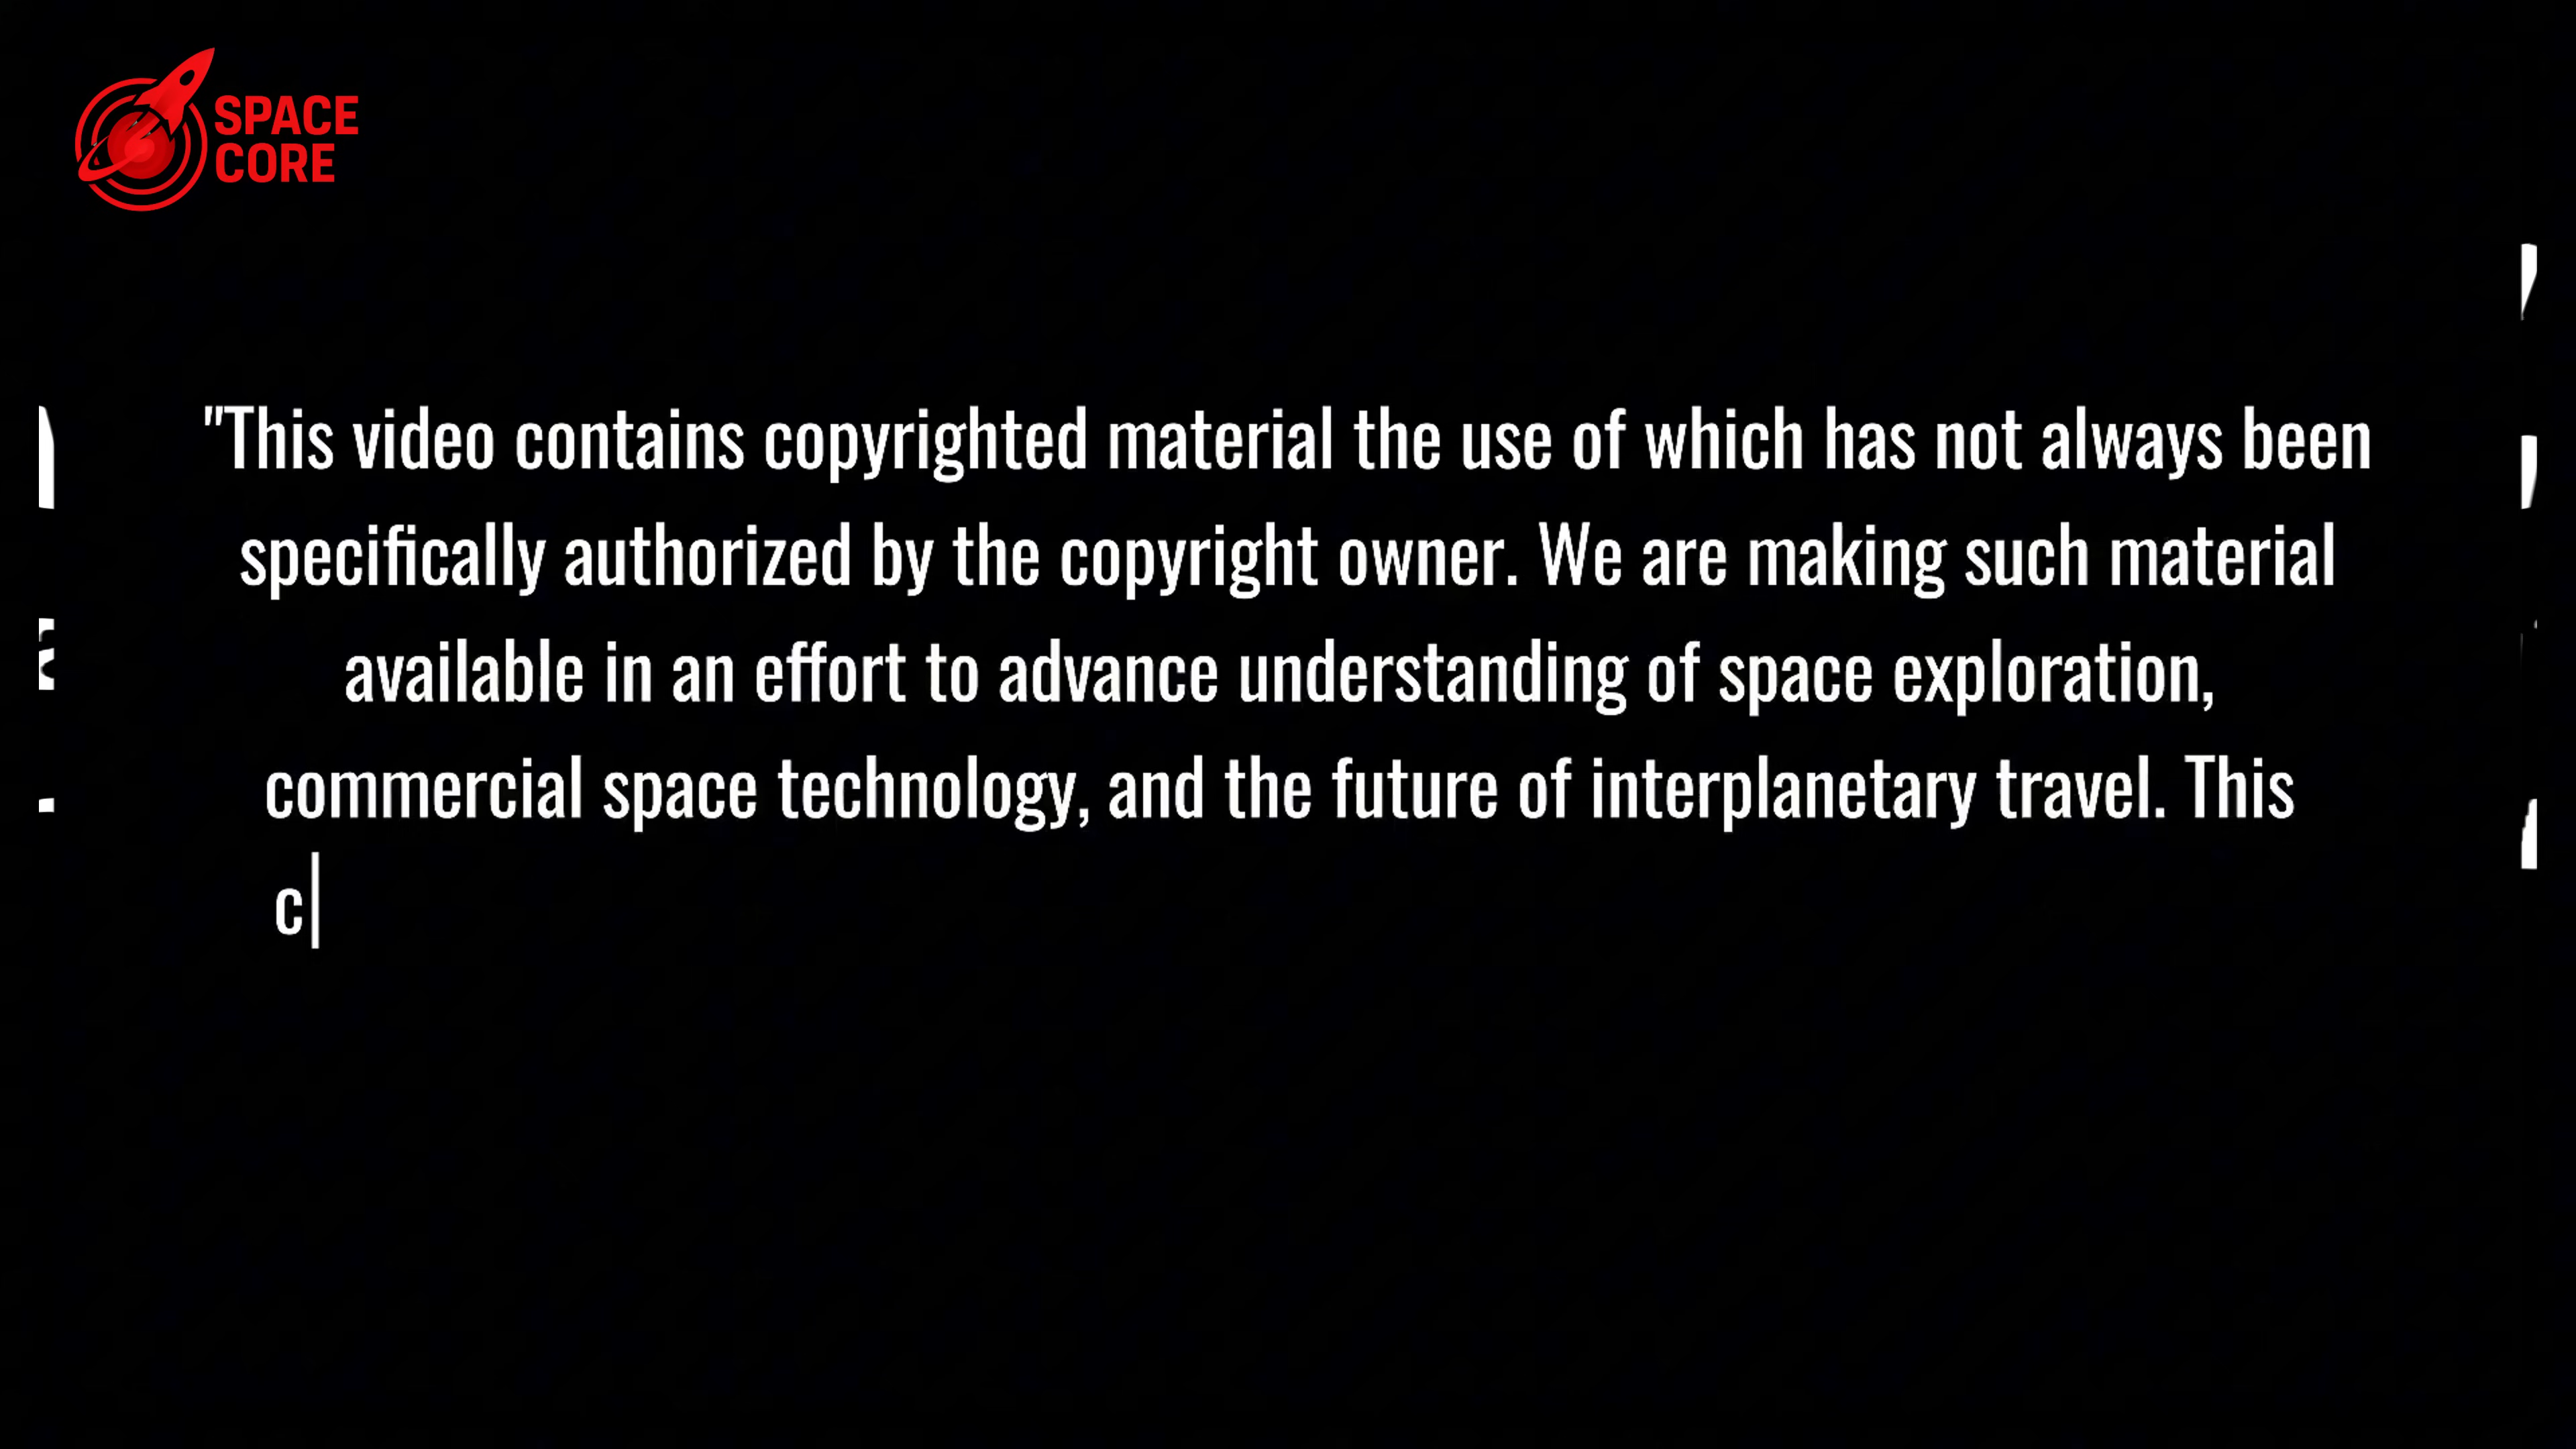 SPACE
CORE
"This video contains copyrighted material the use of which has not always been
specifically authorized by the copyright owner. We are making such material
available in an effort to advance understanding of space exploration,
commercial space technology, and the future of interplanetary travel. This
c